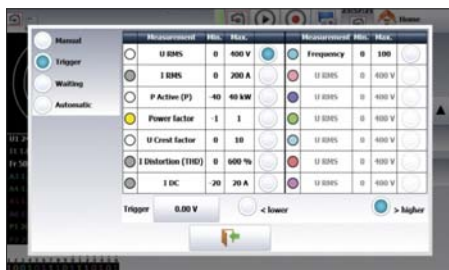 Home
Manual
Trigger
Waiting
Automatic
Measurement Min. Max. Measurement Min. Max.
U RMS 0 400 V Frequency 0 100
I RMS 0 200 A U RMS 0 400 V
P Active (P) -40 40 kW U RMS 0 400 V
Power factor -1 1 U RMS 0 400 V
U Crest factor 0 10 U RMS 0 400 V
I Distortion (THD) 0 600 % U RMS 0 400 V
I DC -20 20 A U RMS 0 400 V
Trigger 0.00 V < lower > higher